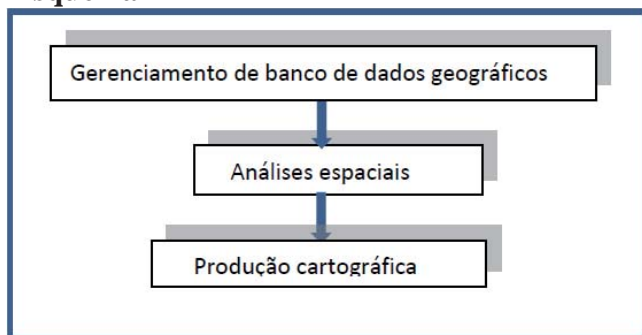 Gerenciamento de banco de dados geográficos
Análises espaciais
Produção cartográfica